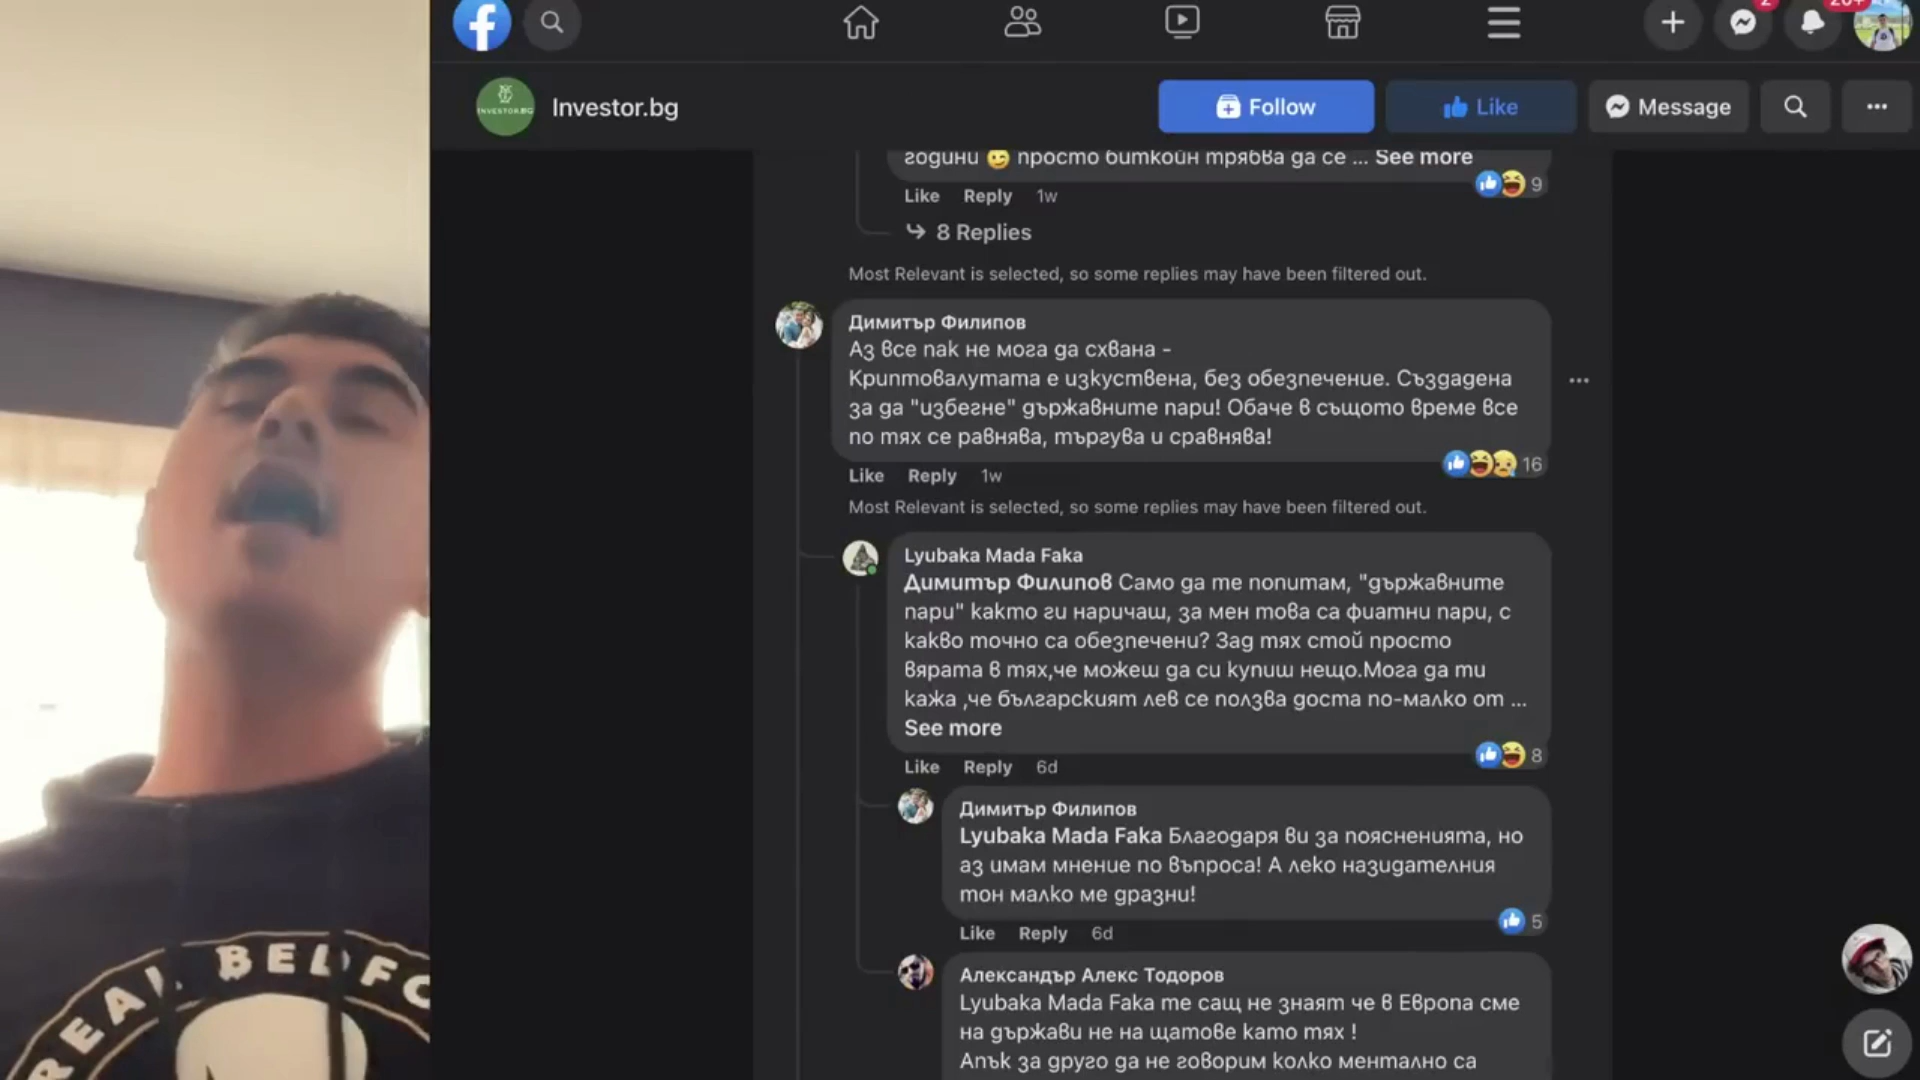 2
20+
INVESTOR.BG
Investor.bg
Follow
Like
Message
години 😉 просто биткойн трябва да се ... See more
9
Like Reply 1w
8 Replies
Most Relevant is selected, so some replies may have been filtered out.
Димитър Филипов
Аз все пак не мога да схвана -
Криптовалутата е изкуствена, без обезпечение. Създадена
за да "избегне" държавните пари! Обаче в същото време все
по тях се равнява, търгува и сравнява!
16
Like Reply 1w
Most Relevant is selected, so some replies may have been filtered out.
Lyubaka Mada Faka
Димитър Филипов Само да те попитам, "държавните
пари" както ги наричаш, за мен това са фиатни пари, с
какво точно са обезпечени? Зад тях стой просто
вярата в тях,че можеш да си купиш нещо.Мога да ти
кажа ,че българският лев се ползва доста по-малко от ...
See more
8
Like Reply 6d
Димитър Филипов
Lyubaka Mada Faka Благодаря ви за поясненията, но
аз имам мнение по въпроса! А леко назидателния
тон малко ме дразни!
5
Like Reply 6d
Александър Алекс Тодоров
Lyubaka Mada Faka те сащ не знаят че в Европа сме
на държави не на щатове като тях !
Апък за друго да не говорим колко ментално са
REAL BEDFO